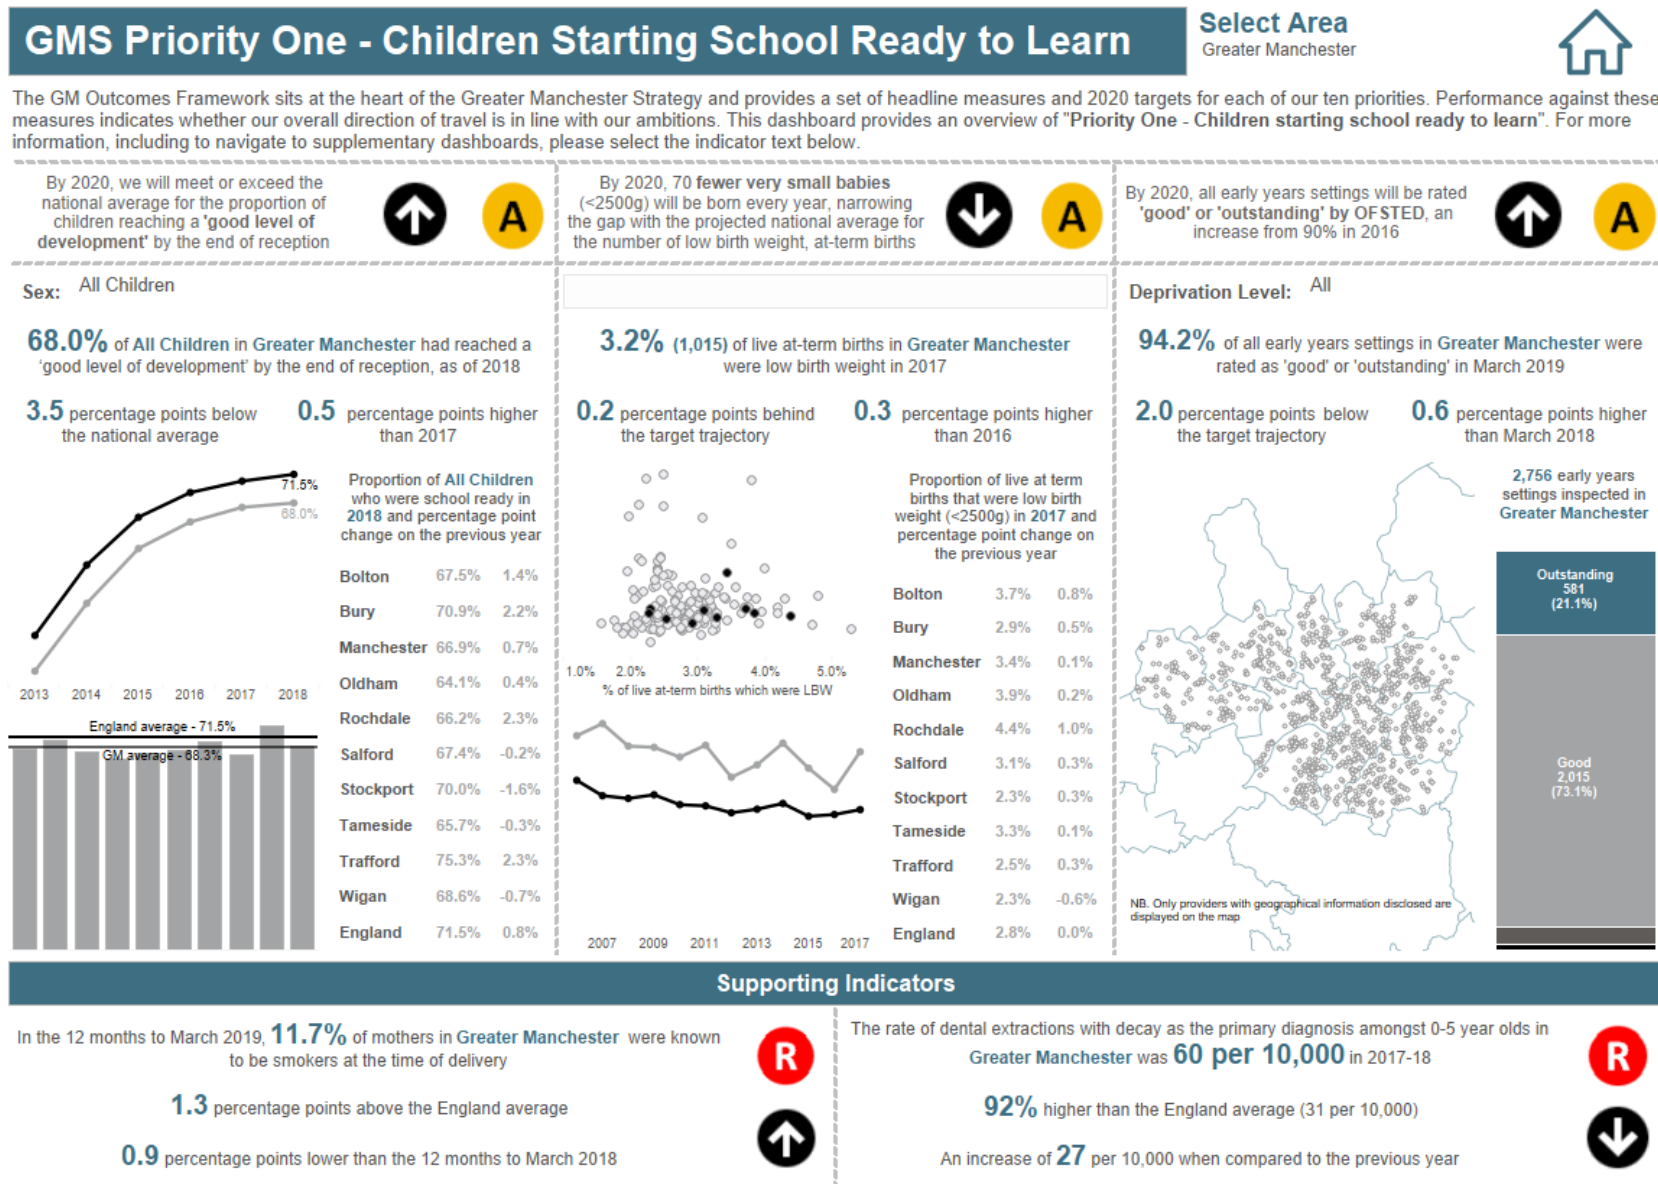 GMS Priority One - Children Starting School Ready to Learn
Select Area
Greater Manchester
The GM Outcomes Framework sits at the heart of the Greater Manchester Strategy and provides a set of headline measures and 2020 targets for each of our ten priorities. Performance against these
measures indicates whether our overall direction of travel is in line with our ambitions. This dashboard provides an overview of "Priority One - Children starting school ready to learn". For more
information, including to navigate to supplementary dashboards, please select the indicator text below.
By 2020, we will meet or exceed the
national average for the proportion of
children reaching a 'good level of
development' by the end of reception
A
By 2020, 70 fewer very small babies
(<2500g) will be born every year, narrowing
the gap with the projected national average for
the number of low birth weight, at-term births
A
By 2020, all early years settings will be rated
'good' or 'outstanding' by OFSTED, an
increase from 90% in 2016
A
Sex: All Children
68.0% of All Children in Greater Manchester had reached a
'good level of development' by the end of reception, as of 2018
3.5 percentage points below
the national average
0.5 percentage points higher
than 2017
71.5%
68.0%
2013 2014 2015 2016 2017 2018
England average - 71.5%
GM average - 68.3%
Proportion of All Children
who were school ready in
2018 and percentage point
change on the previous year
Bolton 67.5% 1.4%
Bury 70.9% 2.2%
Manchester 66.9% 0.7%
Oldham 64.1% 0.4%
Rochdale 66.2% 2.3%
Salford 67.4% -0.2%
Stockport 70.0% -1.6%
Tameside 65.7% -0.3%
Trafford 75.3% 2.3%
Wigan 68.6% -0.7%
England 71.5% 0.8%
3.2% (1,015) of live at-term births in Greater Manchester
were low birth weight in 2017
0.2 percentage points behind
the target trajectory
0.3 percentage points higher
than 2016
1.0% 2.0% 3.0% 4.0% 5.0%
% of live at-term births which were LBW
2007 2009 2011 2013 2015 2017
Proportion of live at term
births that were low birth
weight (<2500g) in 2017 and
percentage point change on
the previous year
Bolton 3.7% 0.8%
Bury 2.9% 0.5%
Manchester 3.4% 0.1%
Oldham 3.9% 0.2%
Rochdale 4.4% 1.0%
Salford 3.1% 0.3%
Stockport 2.3% 0.3%
Tameside 3.3% 0.1%
Trafford 2.5% 0.3%
Wigan 2.3% -0.6%
England 2.8% 0.0%
Deprivation Level: All
94.2% of all early years settings in Greater Manchester were
rated as 'good' or 'outstanding' in March 2019
2.0 percentage points below
the target trajectory
0.6 percentage points higher
than March 2018
2,756 early years
settings inspected in
Greater Manchester
Outstanding
581
(21.1%)
Good
2,015
(73.1%)
NB. Only providers with geographical information disclosed are
displayed on the map
Supporting Indicators
In the 12 months to March 2019, 11.7% of mothers in Greater Manchester were known
to be smokers at the time of delivery
R
1.3 percentage points above the England average
0.9 percentage points lower than the 12 months to March 2018
The rate of dental extractions with decay as the primary diagnosis amongst 0-5 year olds in
Greater Manchester was 60 per 10,000 in 2017-18
R
92% higher than the England average (31 per 10,000)
An increase of 27 per 10,000 when compared to the previous year